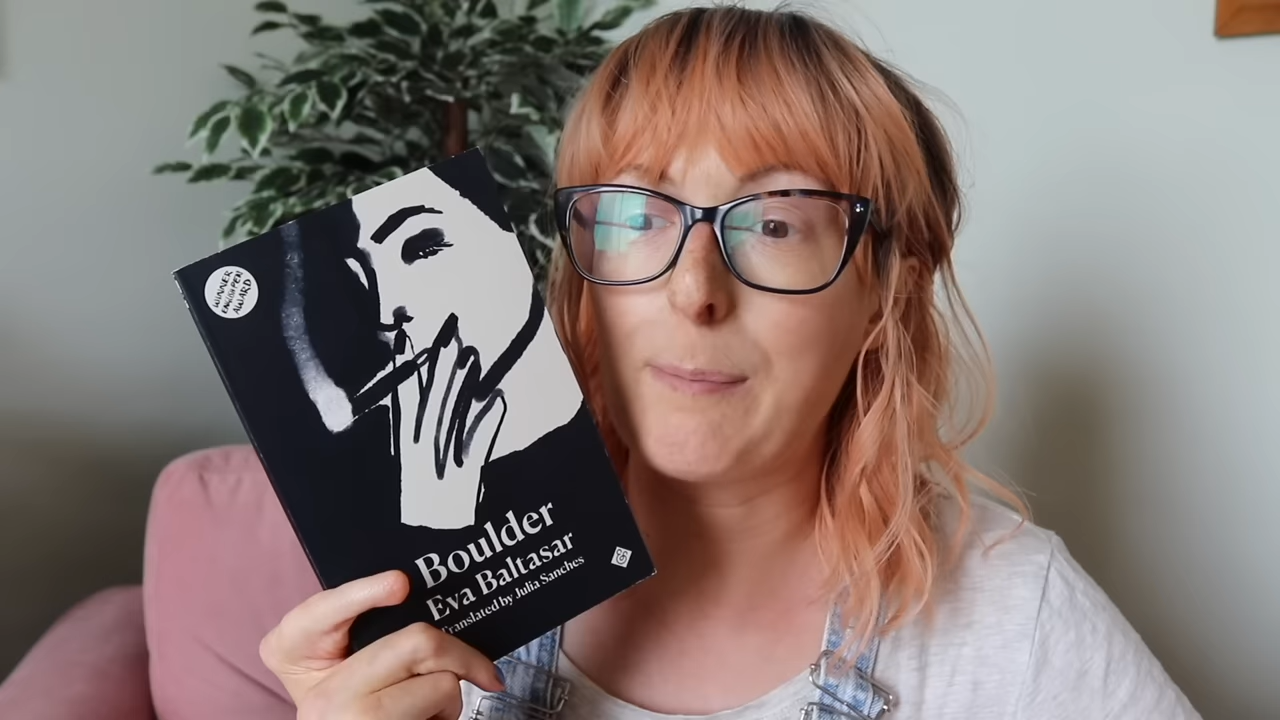 WINNER
ENGLISH PEN
AWARD
Boulder
Eva Baltasar
Translated by Julia Sanches